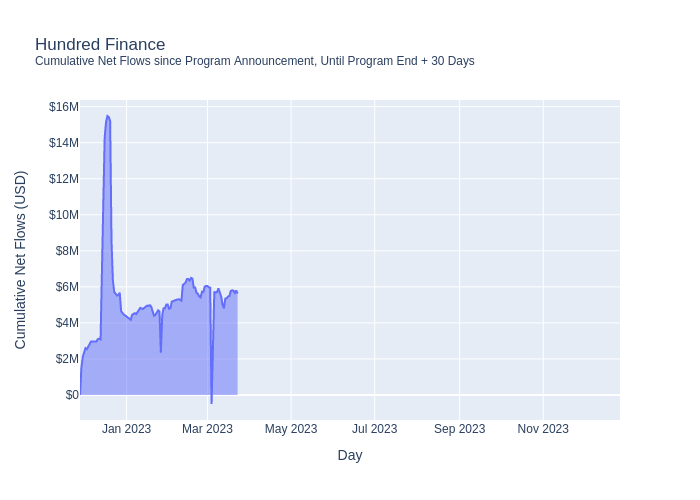 Hundred Finance
Cumulative Net Flows since Program Announcement, Until Program End + 30 Days
$16M
$14M
$12M
$10M
$8M
$6M
$4M
$2M
$0
Cumulative Net Flows (USD)
Jan 2023
Mar 2023
May 2023
Jul 2023
Sep 2023
Nov 2023
Day